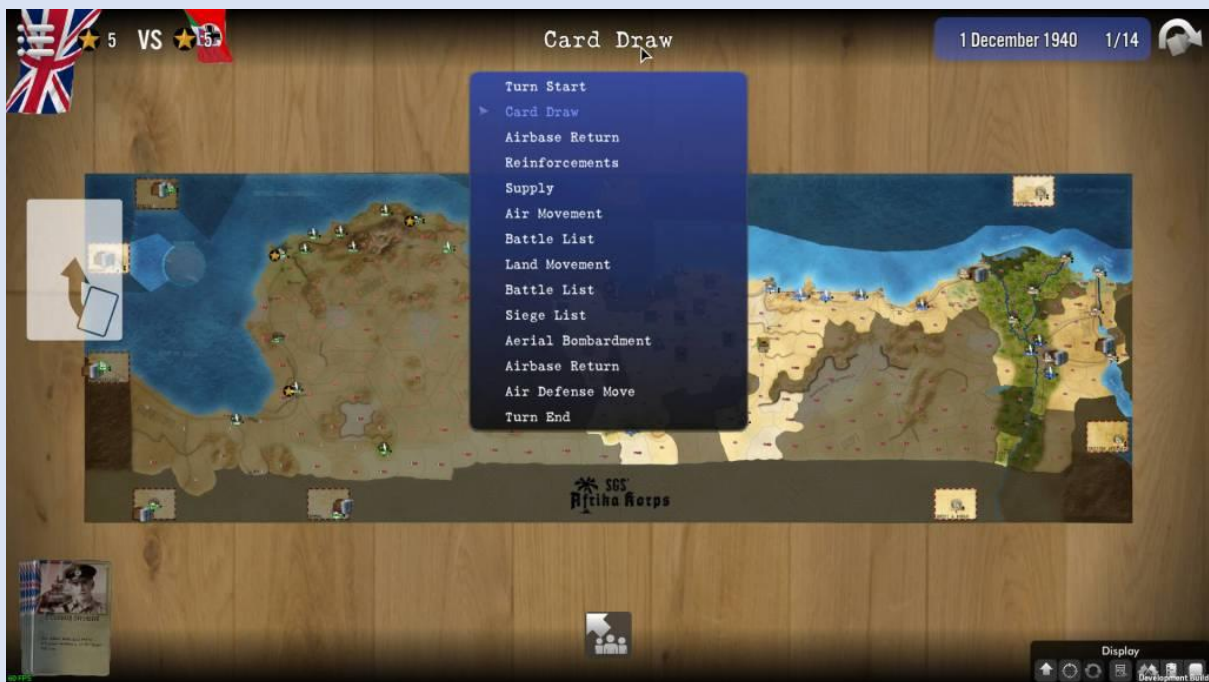 5 VS 5
Card Draw
1 December 1940 1/14
Turn Start
Card Draw
Airbase Return
Reinforcements
Supply
Air Movement
Battle List
Land Movement
Battle List
Siege List
Aerial Bombardment
Airbase Return
Air Defense Move
Turn End
SGS
Afrika Korps
Display
Development Build
60 FPS